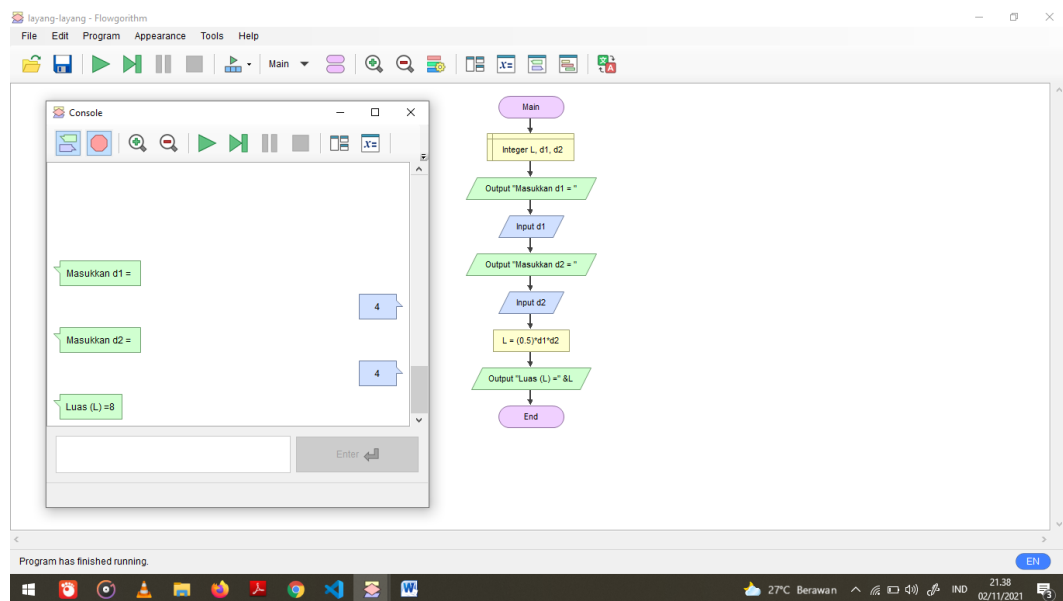 layang-layang - Flowgorithm
File Edit Program Appearance Tools Help
Main
x=
Console
x=
Masukkan d1 =
4
Masukkan d2 =
4
Luas (L) =8
Enter
Main
Integer L, d1, d2
Output "Masukkan d1 = "
Input d1
Output "Masukkan d2 = "
Input d2
L = (0.5)*d1*d2
Output "Luas (L) =" &L
End
Program has finished running.
EN
27°C Berawan
IND
21.38
02/11/2021
3